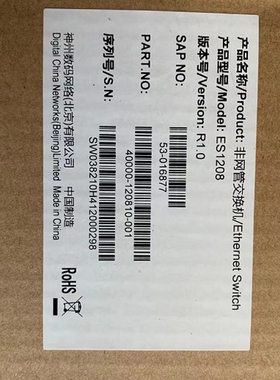 产品名称/Product: 非网管交换机/Ethernet Switch
产品型号/Model: ES1208
版本号/Version: R1.0
SAP NO:
53-016877
PART.NO:
40000-120810-001
序列号/S.N:
SW038210H412000298
神州数码网络(北京)有限公司 中国制造
Digital China Networks(Beijing)Limited Made in China
RoHS